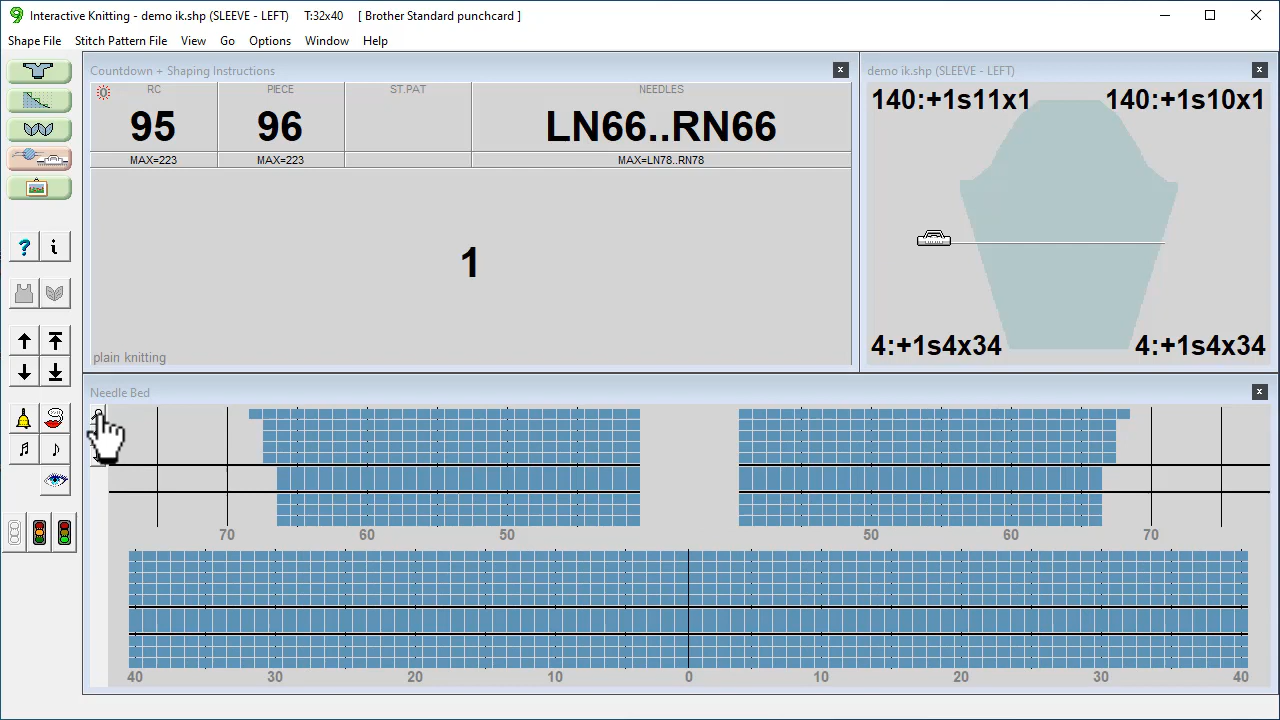 Interactive Knitting - demo ik.shp (SLEEVE - LEFT) T:32x40 [ Brother Standard punchcard ]
Shape File Stitch Pattern File View Go Options Window Help
Countdown + Shaping Instructions
RC PIECE ST.PAT NEEDLES
95 96 LN66..RN66
MAX=223 MAX=223 MAX=LN78..RN78
1
plain knitting
demo ik.shp (SLEEVE - LEFT)
140:+1s11x1 140:+1s10x1
4:+1s4x34 4:+1s4x34
Needle Bed
70 60 50 50 60 70
40 30 20 10 0 10 20 30 40